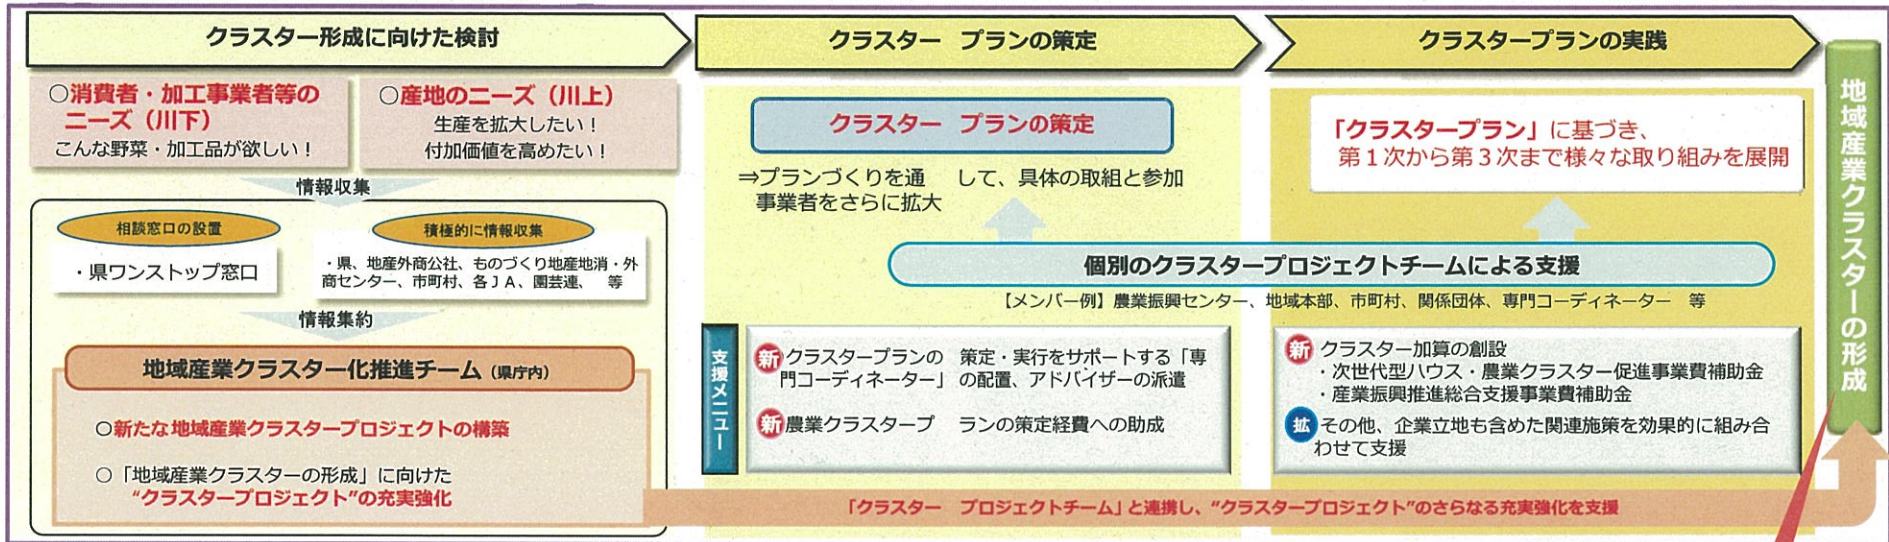 クラスター形成に向けた検討
○消費者・加工事業者等の
ニーズ（川下）
こんな野菜・加工品が欲しい！
○産地のニーズ（川上）
生産を拡大したい！
付加価値を高めたい！
情報収集
相談窓口の設置
・県ワンストップ窓口
積極的に情報収集
・県、地産外商公社、ものづくり地産地消・外
商センター、市町村、各ＪＡ、園芸連、　等
情報集約
地域産業クラスター化推進チーム（県庁内）
○新たな地域産業クラスタープロジェクトの構築
○「地域産業クラスターの形成」に向けた
“クラスタープロジェクト”の充実強化
クラスター　プランの策定
クラスター　プランの策定
⇒プランづくりを通　して、具体の取組と参加
事業者をさらに拡大
クラスタープランの実践
「クラスタープラン」に基づき、
第１次から第３次まで様々な取り組みを展開
個別のクラスタープロジェクトチームによる支援
【メンバー例】農業振興センター、地域本部、市町村、関係団体、専門コーディネーター　等
支援メニュー
新 クラスタープランの　策定・実行をサポートする「専
門コーディネーター」　の配置、アドバイザーの派遣
新 農業クラスタープ　ランの策定経費への助成
新 クラスター加算の創設
・次世代型ハウス・農業クラスター促進事業費補助金
・産業振興推進総合支援事業費補助金
拡 その他、企業立地も含めた関連施策を効果的に組み合
わせて支援
「クラスター　プロジェクトチーム」と連携し、“クラスタープロジェクト”のさらなる充実強化を支援
地域産業クラスターの形成